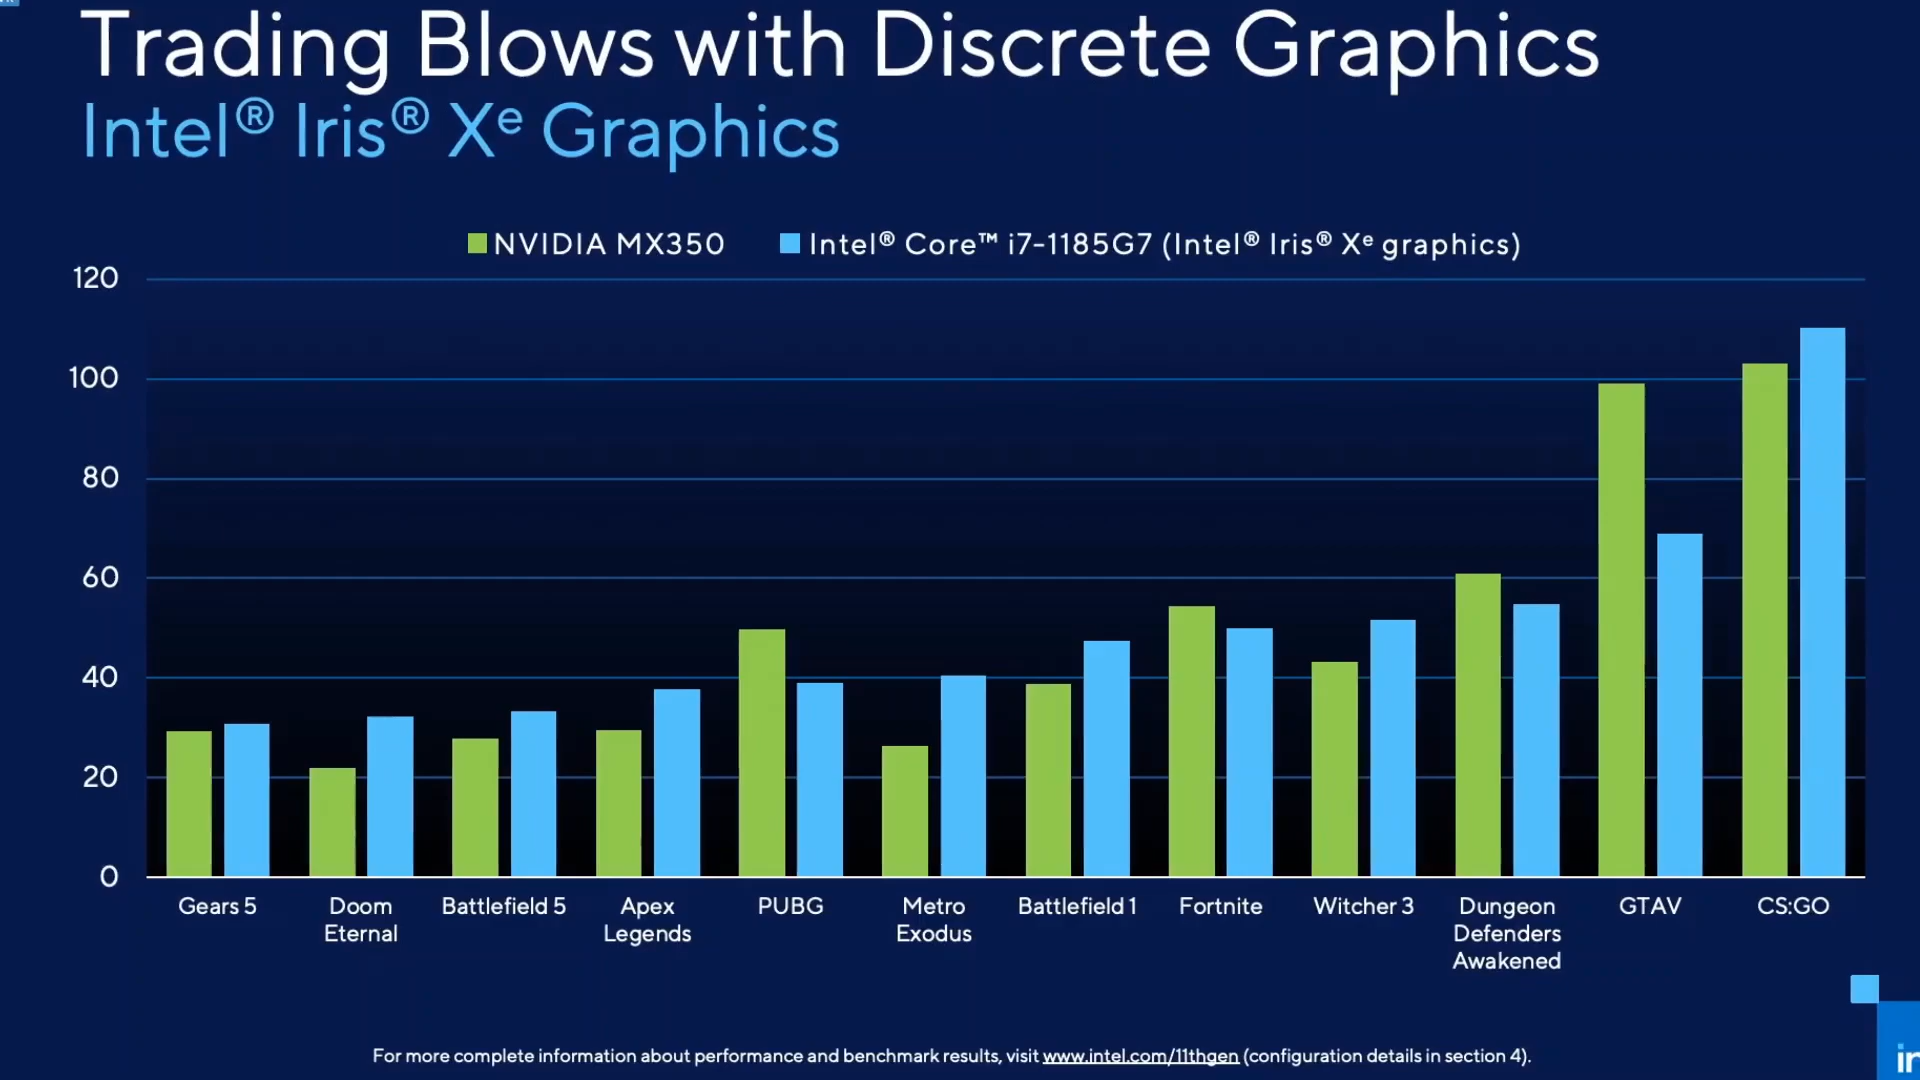 Trading Blows with Discrete Graphics
Intel® Iris® Xᵉ Graphics
NVIDIA MX350
Intel® Core™ i7-1185G7 (Intel® Iris® Xᵉ graphics)
120
100
80
60
40
20
0
Gears 5
Doom
Eternal
Battlefield 5
Apex
Legends
PUBG
Metro
Exodus
Battlefield 1
Fortnite
Witcher 3
Dungeon
Defenders
Awakened
GTAV
CS:GO
For more complete information about performance and benchmark results, visit www.intel.com/11thgen (configuration details in section 4).